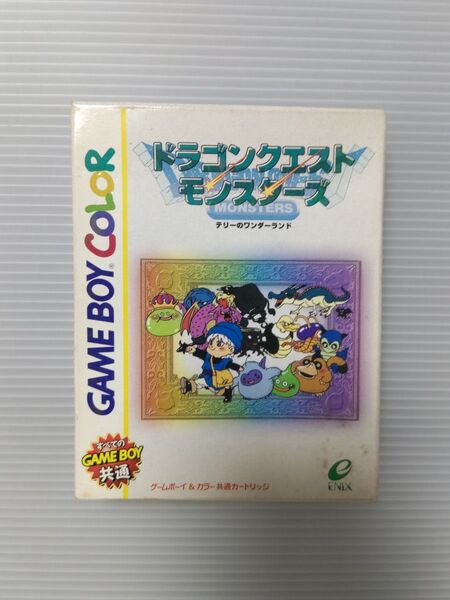 GAME BOY COLOR
ドラゴンクエスト
モンスターズ
MONSTERS
テリーのワンダーランド
すべての
GAME BOY
共通
ゲームボーイ&カラー共通カートリッジ
ENIX